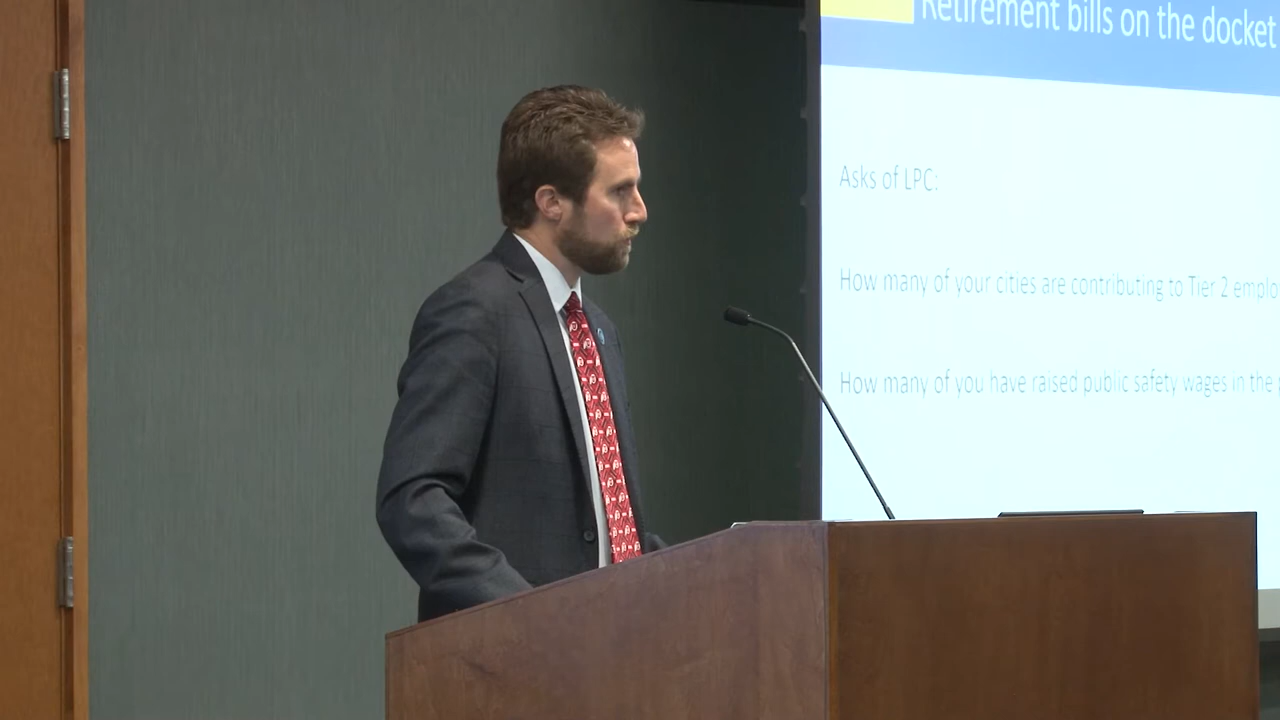 Retirement bills on the docket
Asks of LPC:
How many of your cities are contributing to Tier 2 emplo
How many of you have raised public safety wages in the